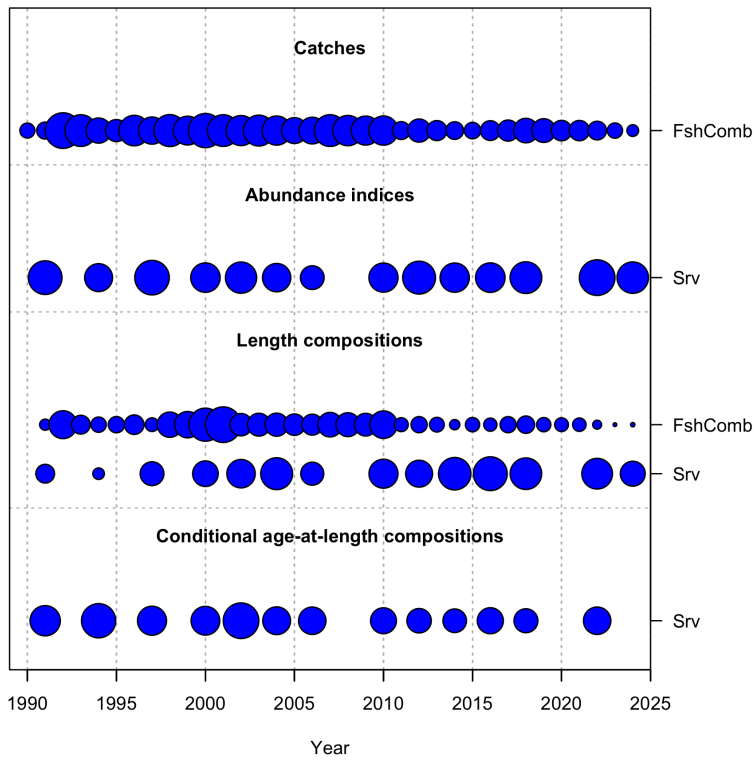 Catches
FshComb
Abundance indices
Srv
Length compositions
FshComb
Srv
Conditional age-at-length compositions
Srv
1990 1995 2000 2005 2010 2015 2020 2025
Year